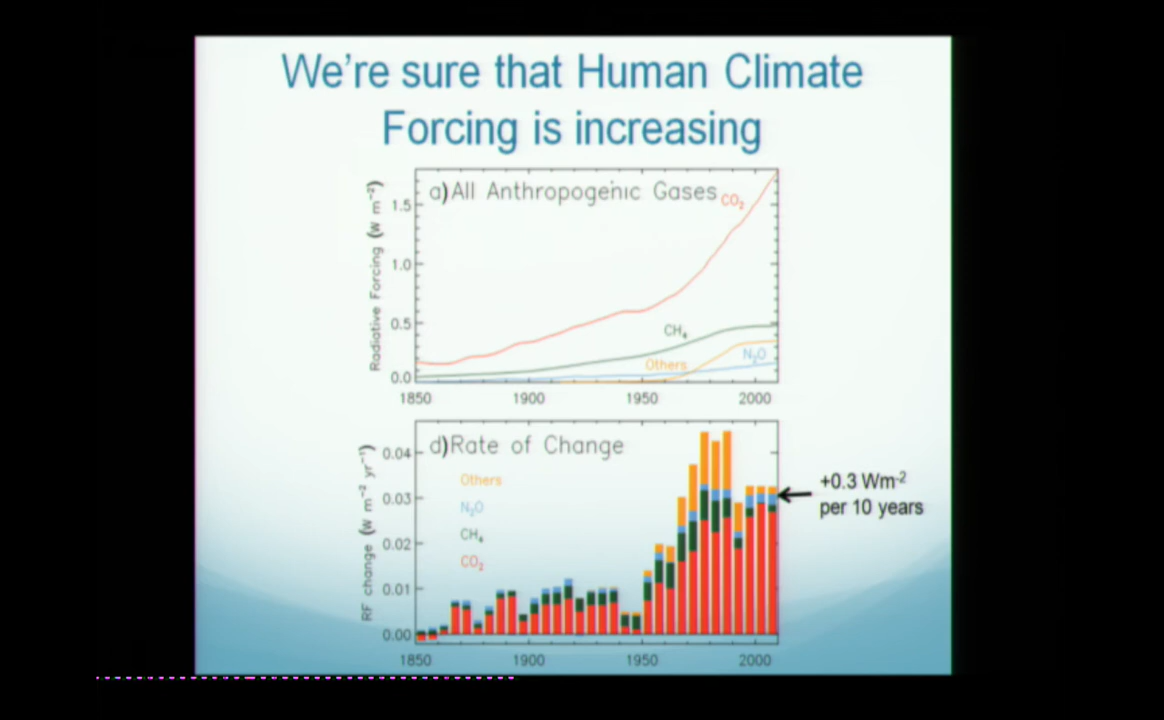 We're sure that Human Climate
Forcing is increasing
a) All Anthropogenic Gases
CO₂
CH₄
Others
N₂O
Radiative Forcing (W m⁻²)
1.5
1.0
0.5
0.0
1850 1900 1950 2000
d) Rate of Change
Others
N₂O
CH₄
CO₂
RF change (W m⁻² yr⁻¹)
0.04
0.03
0.02
0.01
0.00
1850 1900 1950 2000
+0.3 Wm⁻²
per 10 years